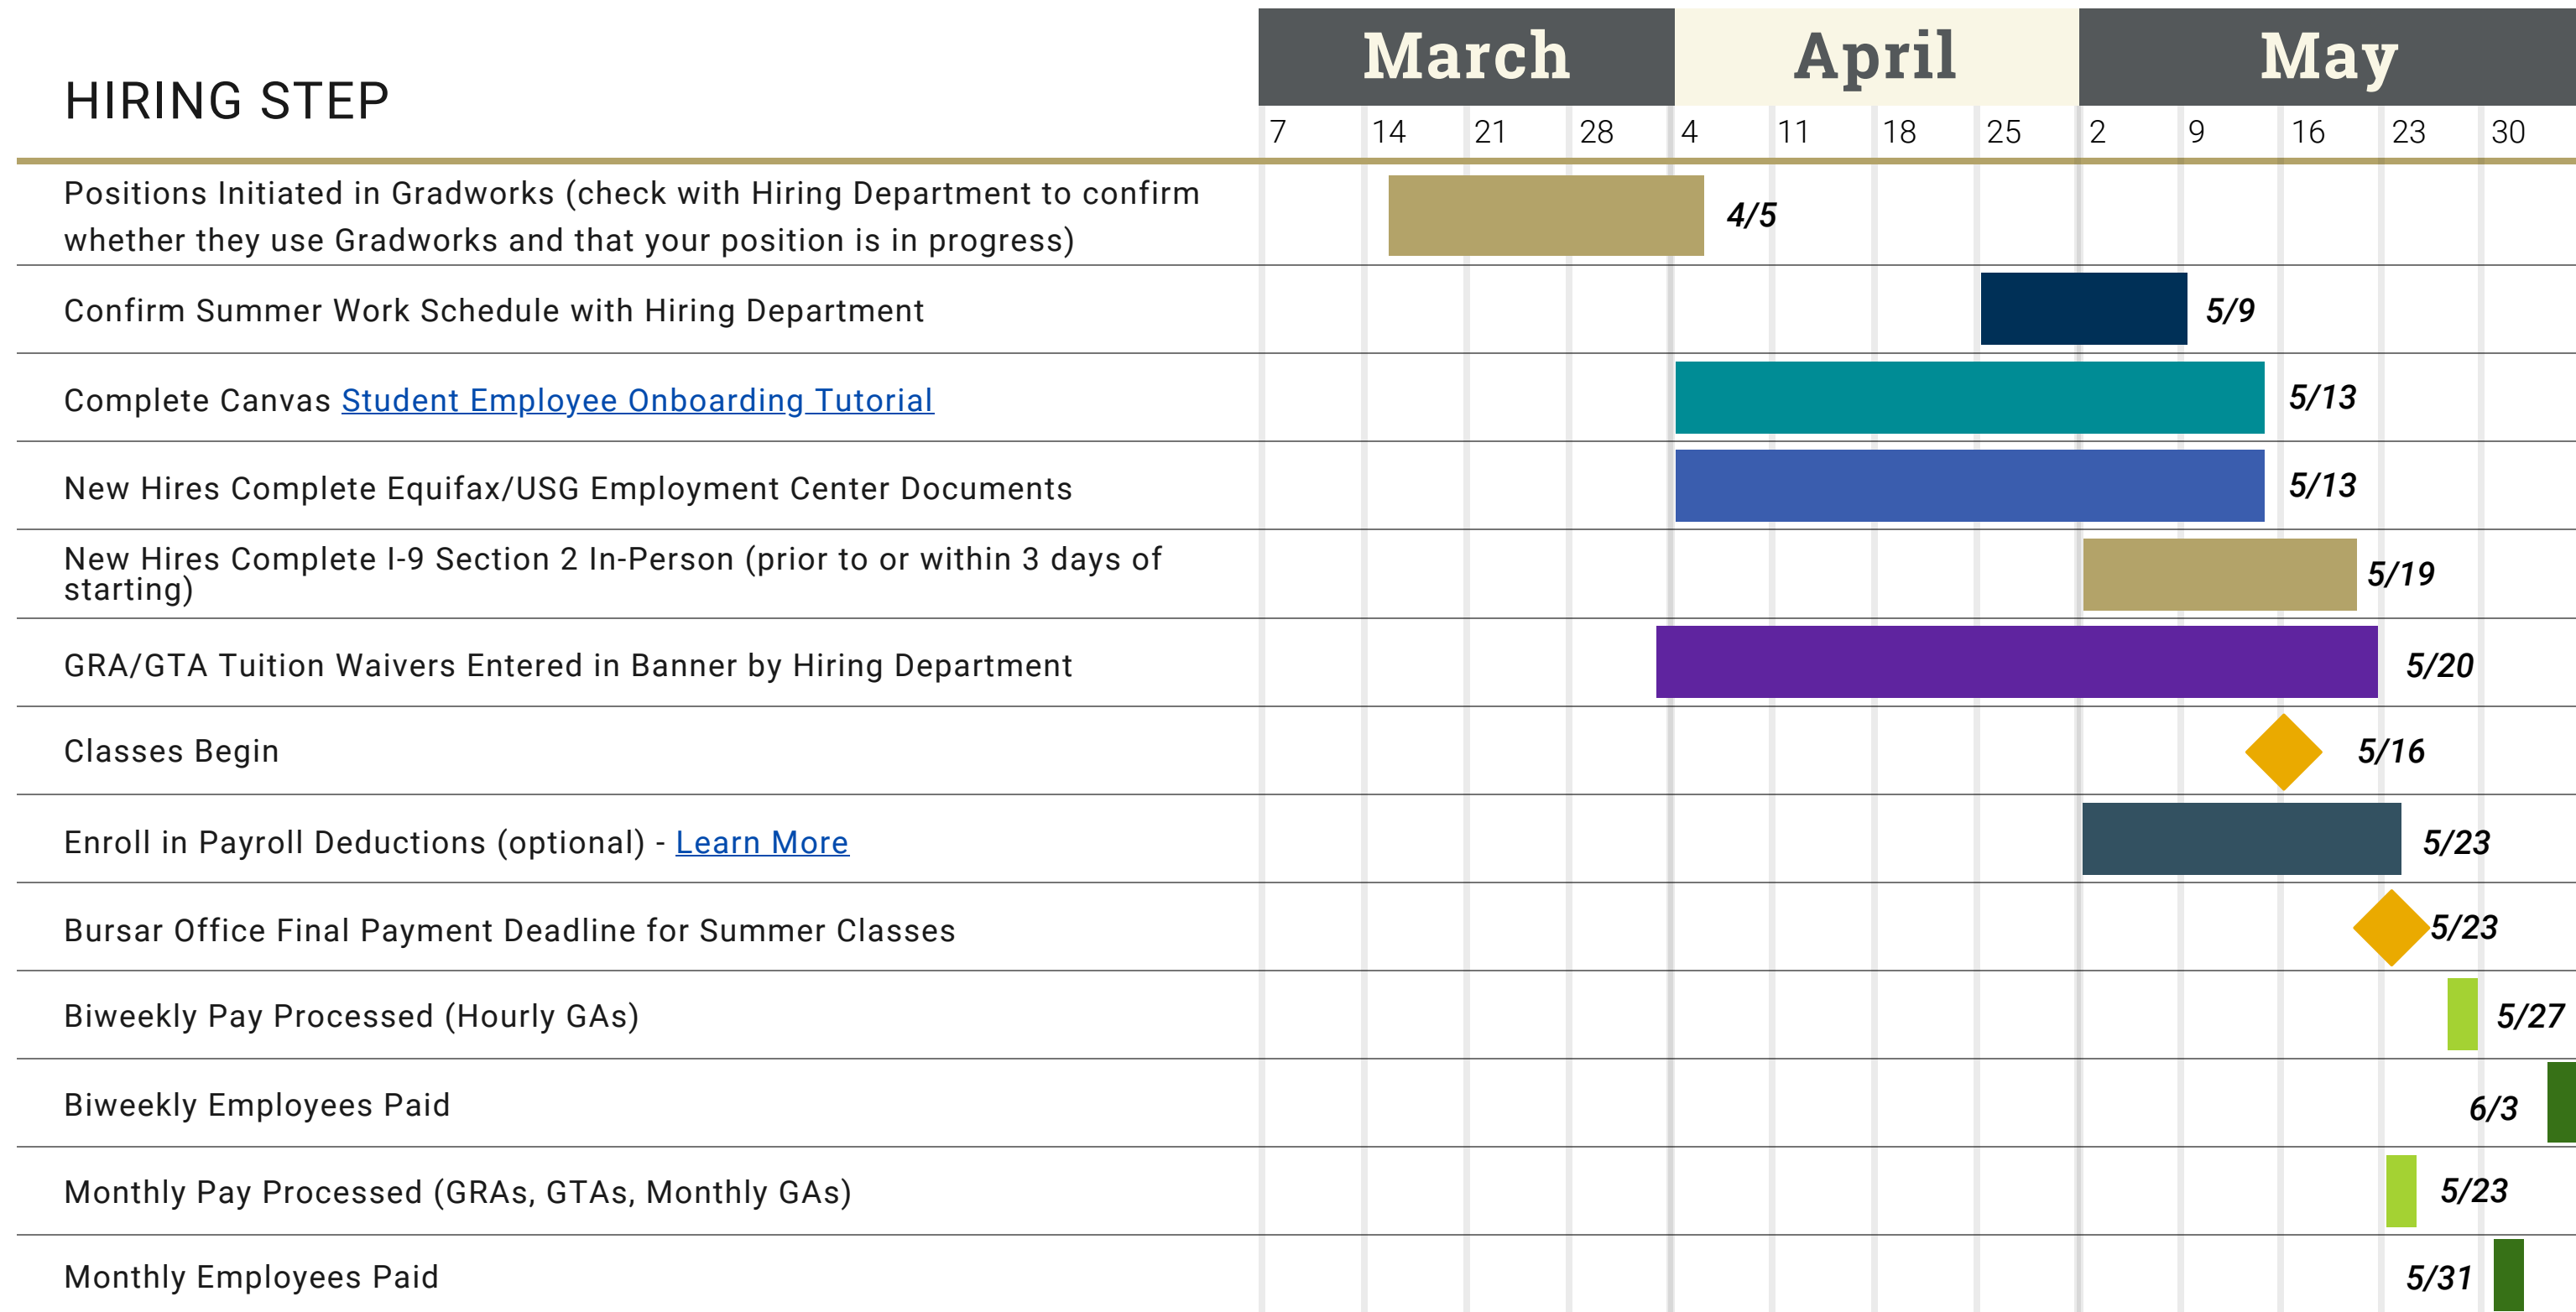 March April May
HIRING STEP
7 14 21 28 4 11 18 25 2 9 16 23 30
Positions Initiated in Gradworks (check with Hiring Department to confirm
whether they use Gradworks and that your position is in progress)
4/5
Confirm Summer Work Schedule with Hiring Department
5/9
Complete Canvas Student Employee Onboarding Tutorial
5/13
New Hires Complete Equifax/USG Employment Center Documents
5/13
New Hires Complete I-9 Section 2 In-Person (prior to or within 3 days of
starting)
5/19
GRA/GTA Tuition Waivers Entered in Banner by Hiring Department
5/20
Classes Begin
5/16
Enroll in Payroll Deductions (optional) - Learn More
5/23
Bursar Office Final Payment Deadline for Summer Classes
5/23
Biweekly Pay Processed (Hourly GAs)
5/27
Biweekly Employees Paid
6/3
Monthly Pay Processed (GRAs, GTAs, Monthly GAs)
5/23
Monthly Employees Paid
5/31